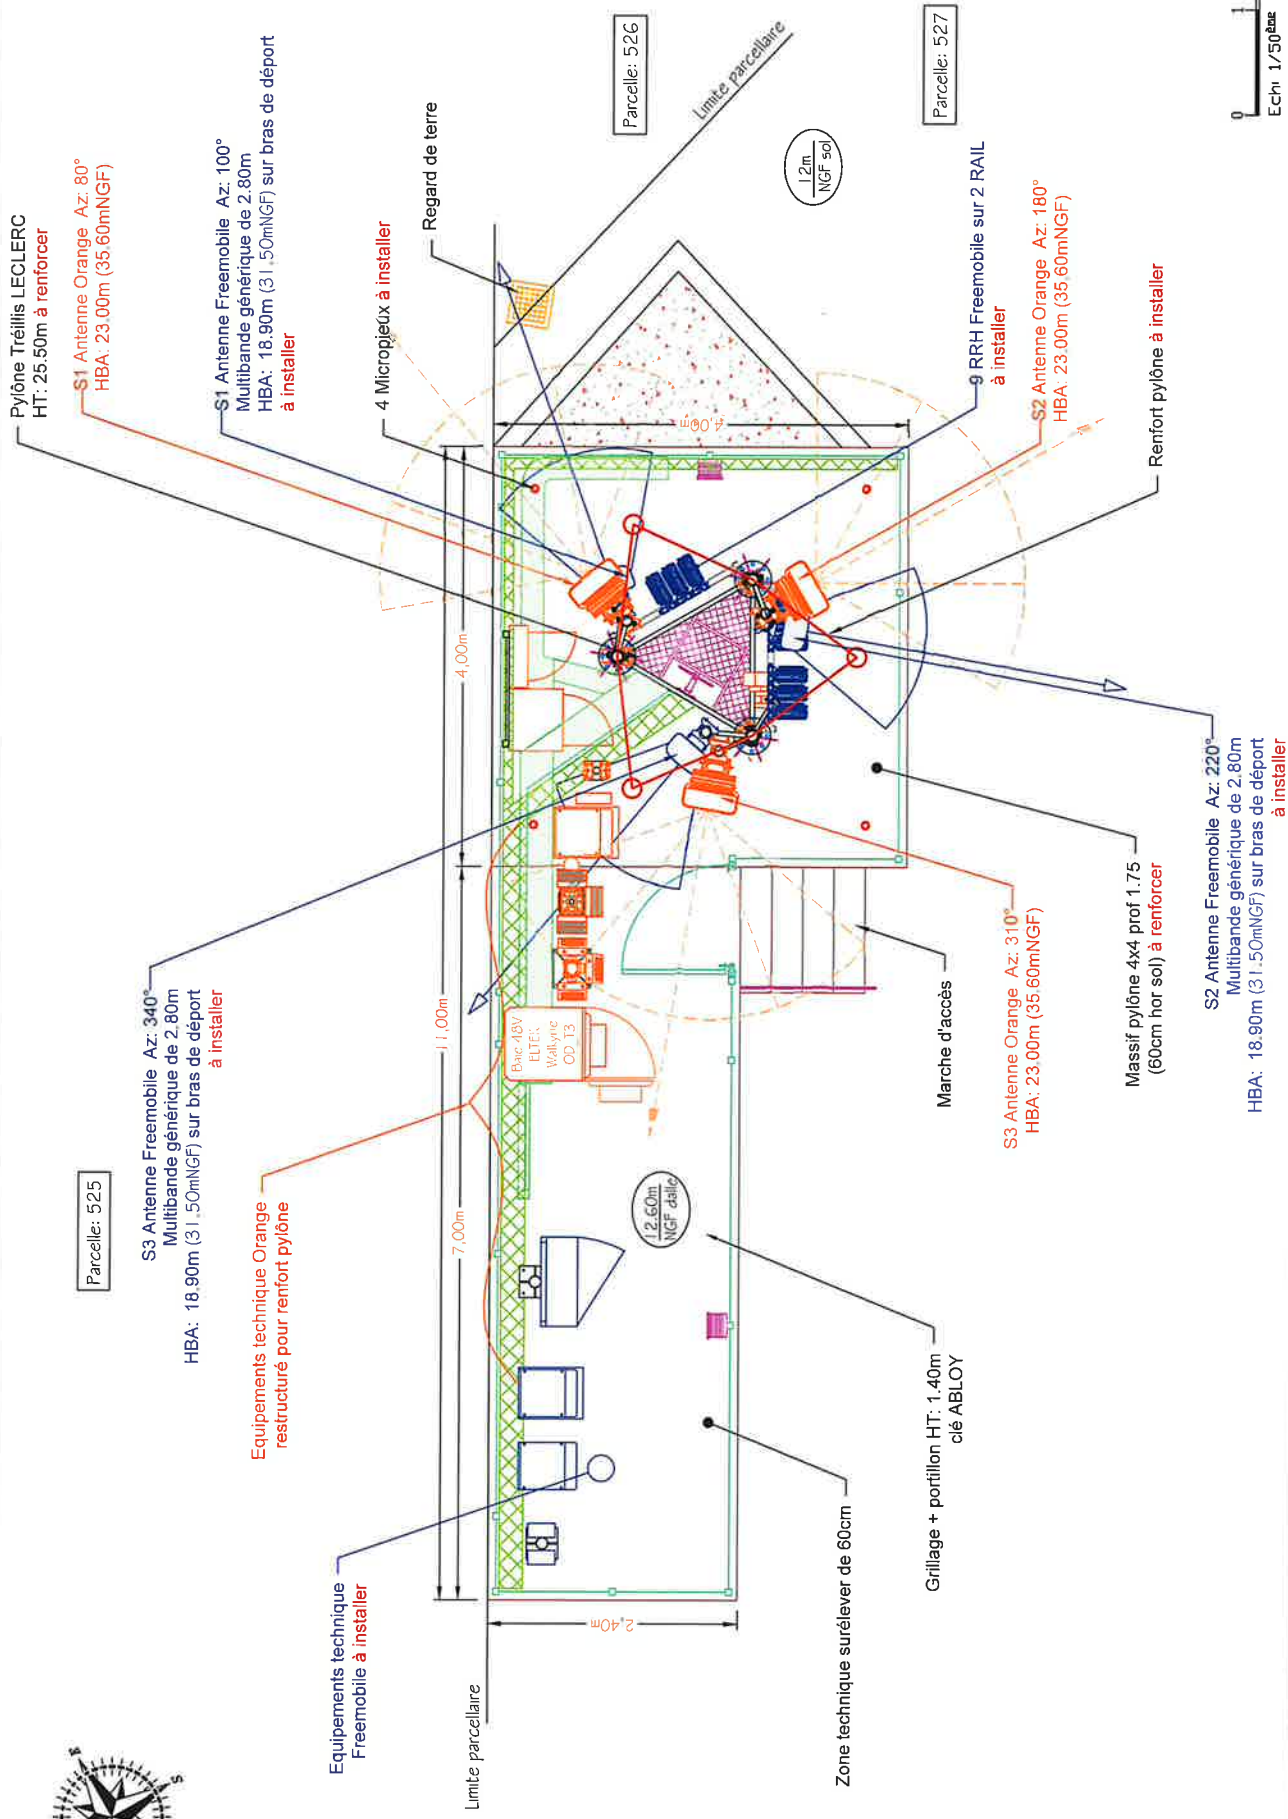 Pylône Tréillis LECLERC
HT: 25.50m à renforcer
S1 Antenne Orange Az: 80°
HBA: 23.00m (35.60mNGF)
S1 Antenne Freemobile Az: 100°
Multibande générique de 2.80m
HBA: 18.90m (31.50mNGF) sur bras de départ
à installer
4 Micropieux à installer
Regard de terre
Parcelle: 526
Limite parcellaire
12m
NGF sol
Parcelle: 527
0 1
Ech: 1/50ème
9 RRH Freemobile sur 2 RAIL
à installer
S2 Antenne Orange Az: 180°
HBA: 23.00m (35.60mNGF)
Renfort pylône à installer
4,00m
4,00m
11,00m
7,00m
2,40m
S2 Antenne Freemobile Az: 220°
Multibande générique de 2.80m
HBA: 18.90m (31.50mNGF) sur bras de départ
à installer
Massif pylône 4x4 prof 1.75
(60cm hor sol) à renforcer
S3 Antenne Orange Az: 310°
HBA: 23.00m (35.60mNGF)
Marche d'accès
Parcelle: 525
S3 Antenne Freemobile Az: 340°
Multibande générique de 2.80m
HBA: 18.90m (31.50mNGF) sur bras de départ
à installer
Equipements technique Orange
restructuré pour renfort pylône
Baie 48V
ELTEK
OD_T3
12.60m
NGF dalle
Grillage + portillon HT: 1.40m
clé ABLOY
Zone technique surélever de 60cm
Equipements technique
Freemobile à installer
Limite parcellaire
E
S